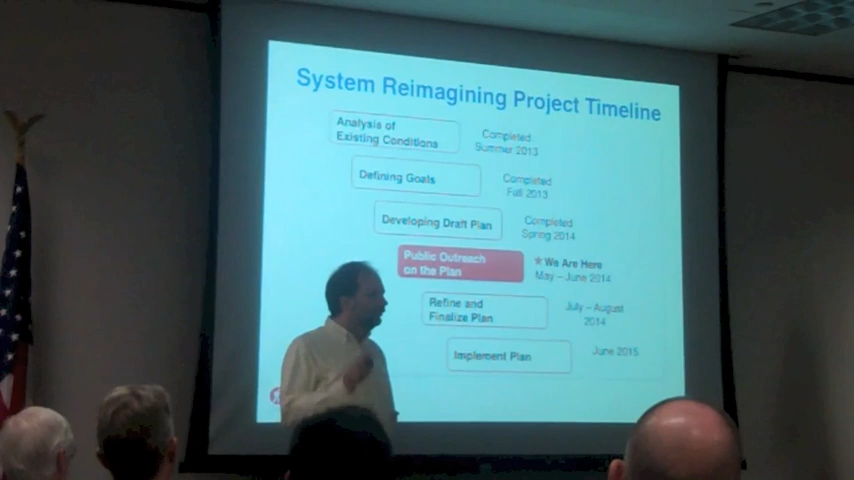 System Reimagining Project Timeline
Analysis of
Existing Conditions
Completed
Summer 2013
Defining Goals
Completed
Fall 2013
Developing Draft Plan
Completed
Spring 2014
Public Outreach
on the Plan
★ We Are Here
May – June 2014
Refine and
Finalize Plan
July – August
2014
Implement Plan
June 2015